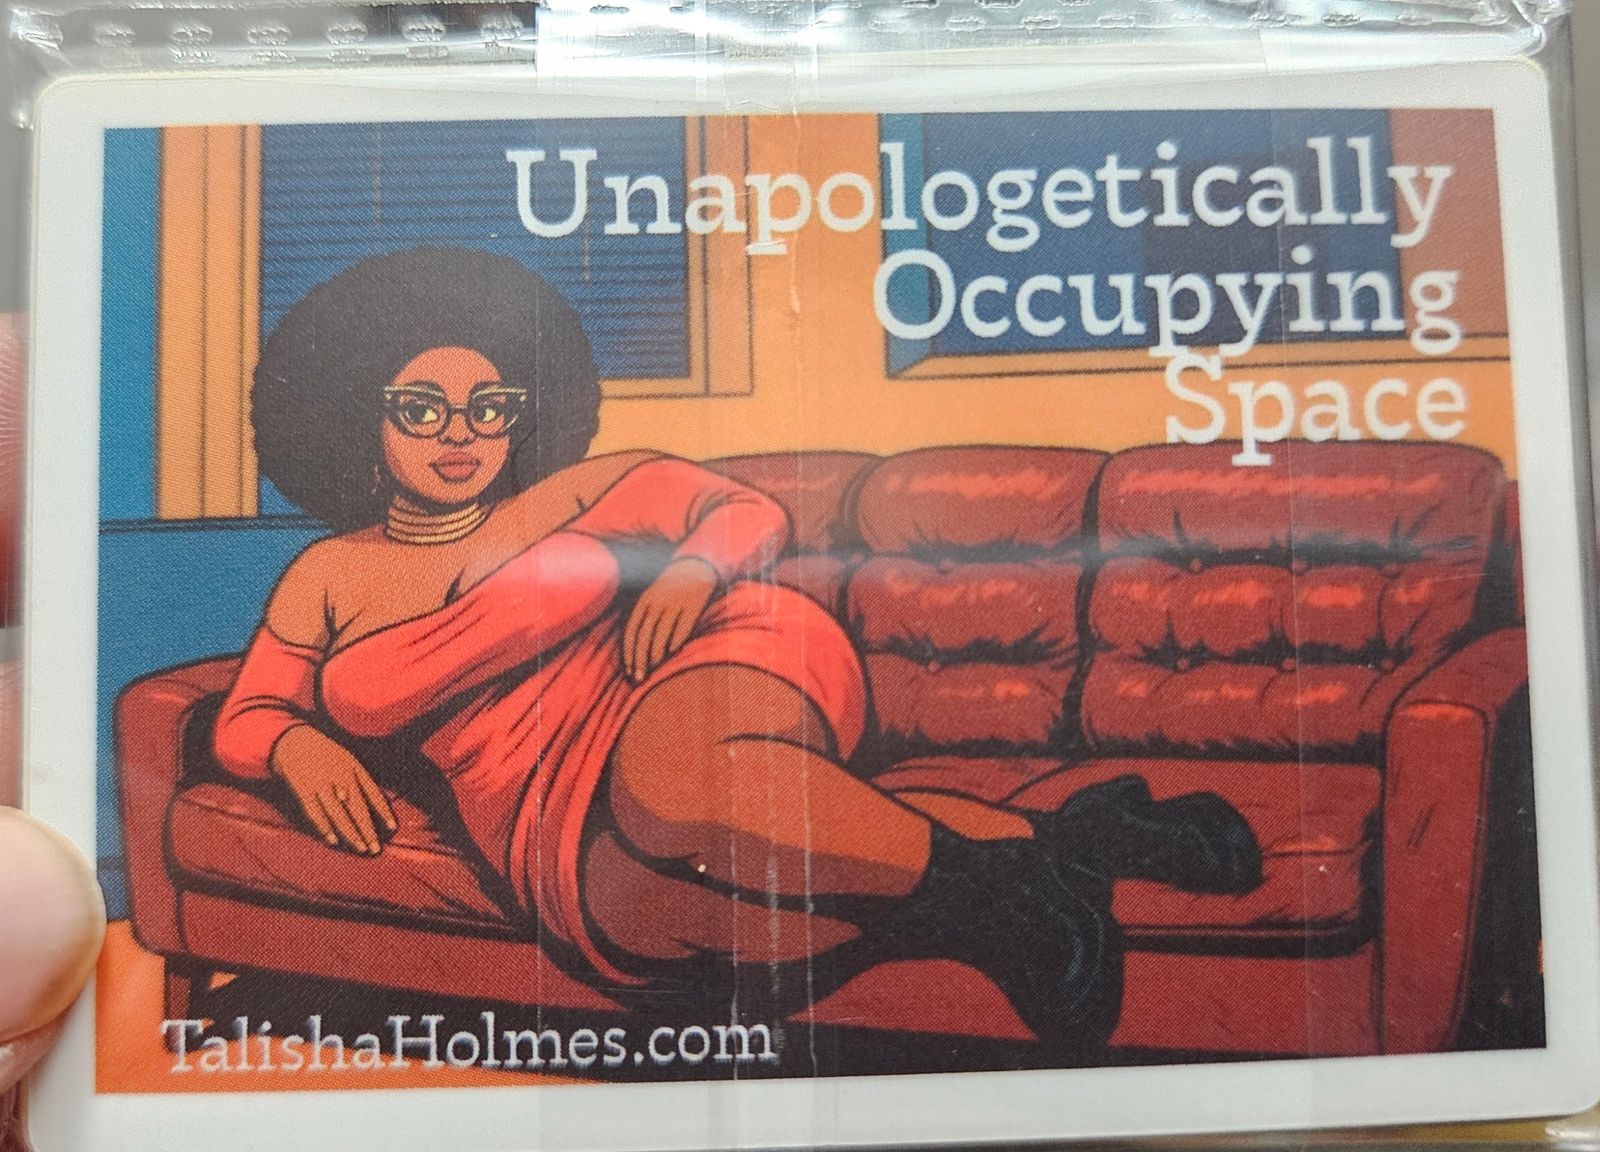 Unapologetically
Occupying
Space
TalishaHolmes.com